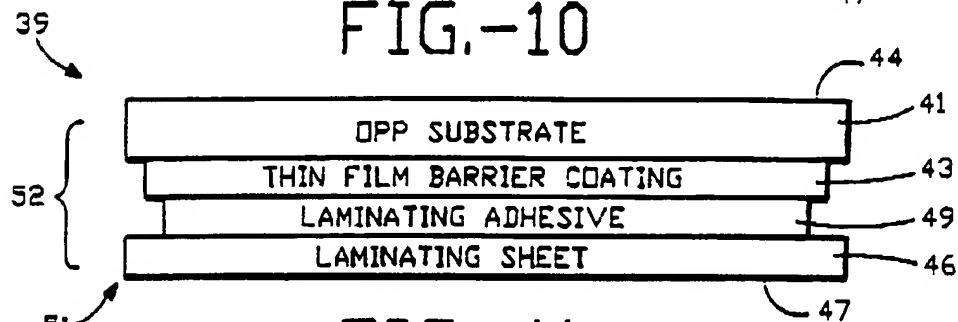 FIG.-10
39
44
41
OPP SUBSTRATE
THIN FILM BARRIER COATING
43
52
LAMINATING ADHESIVE
49
LAMINATING SHEET
46
47